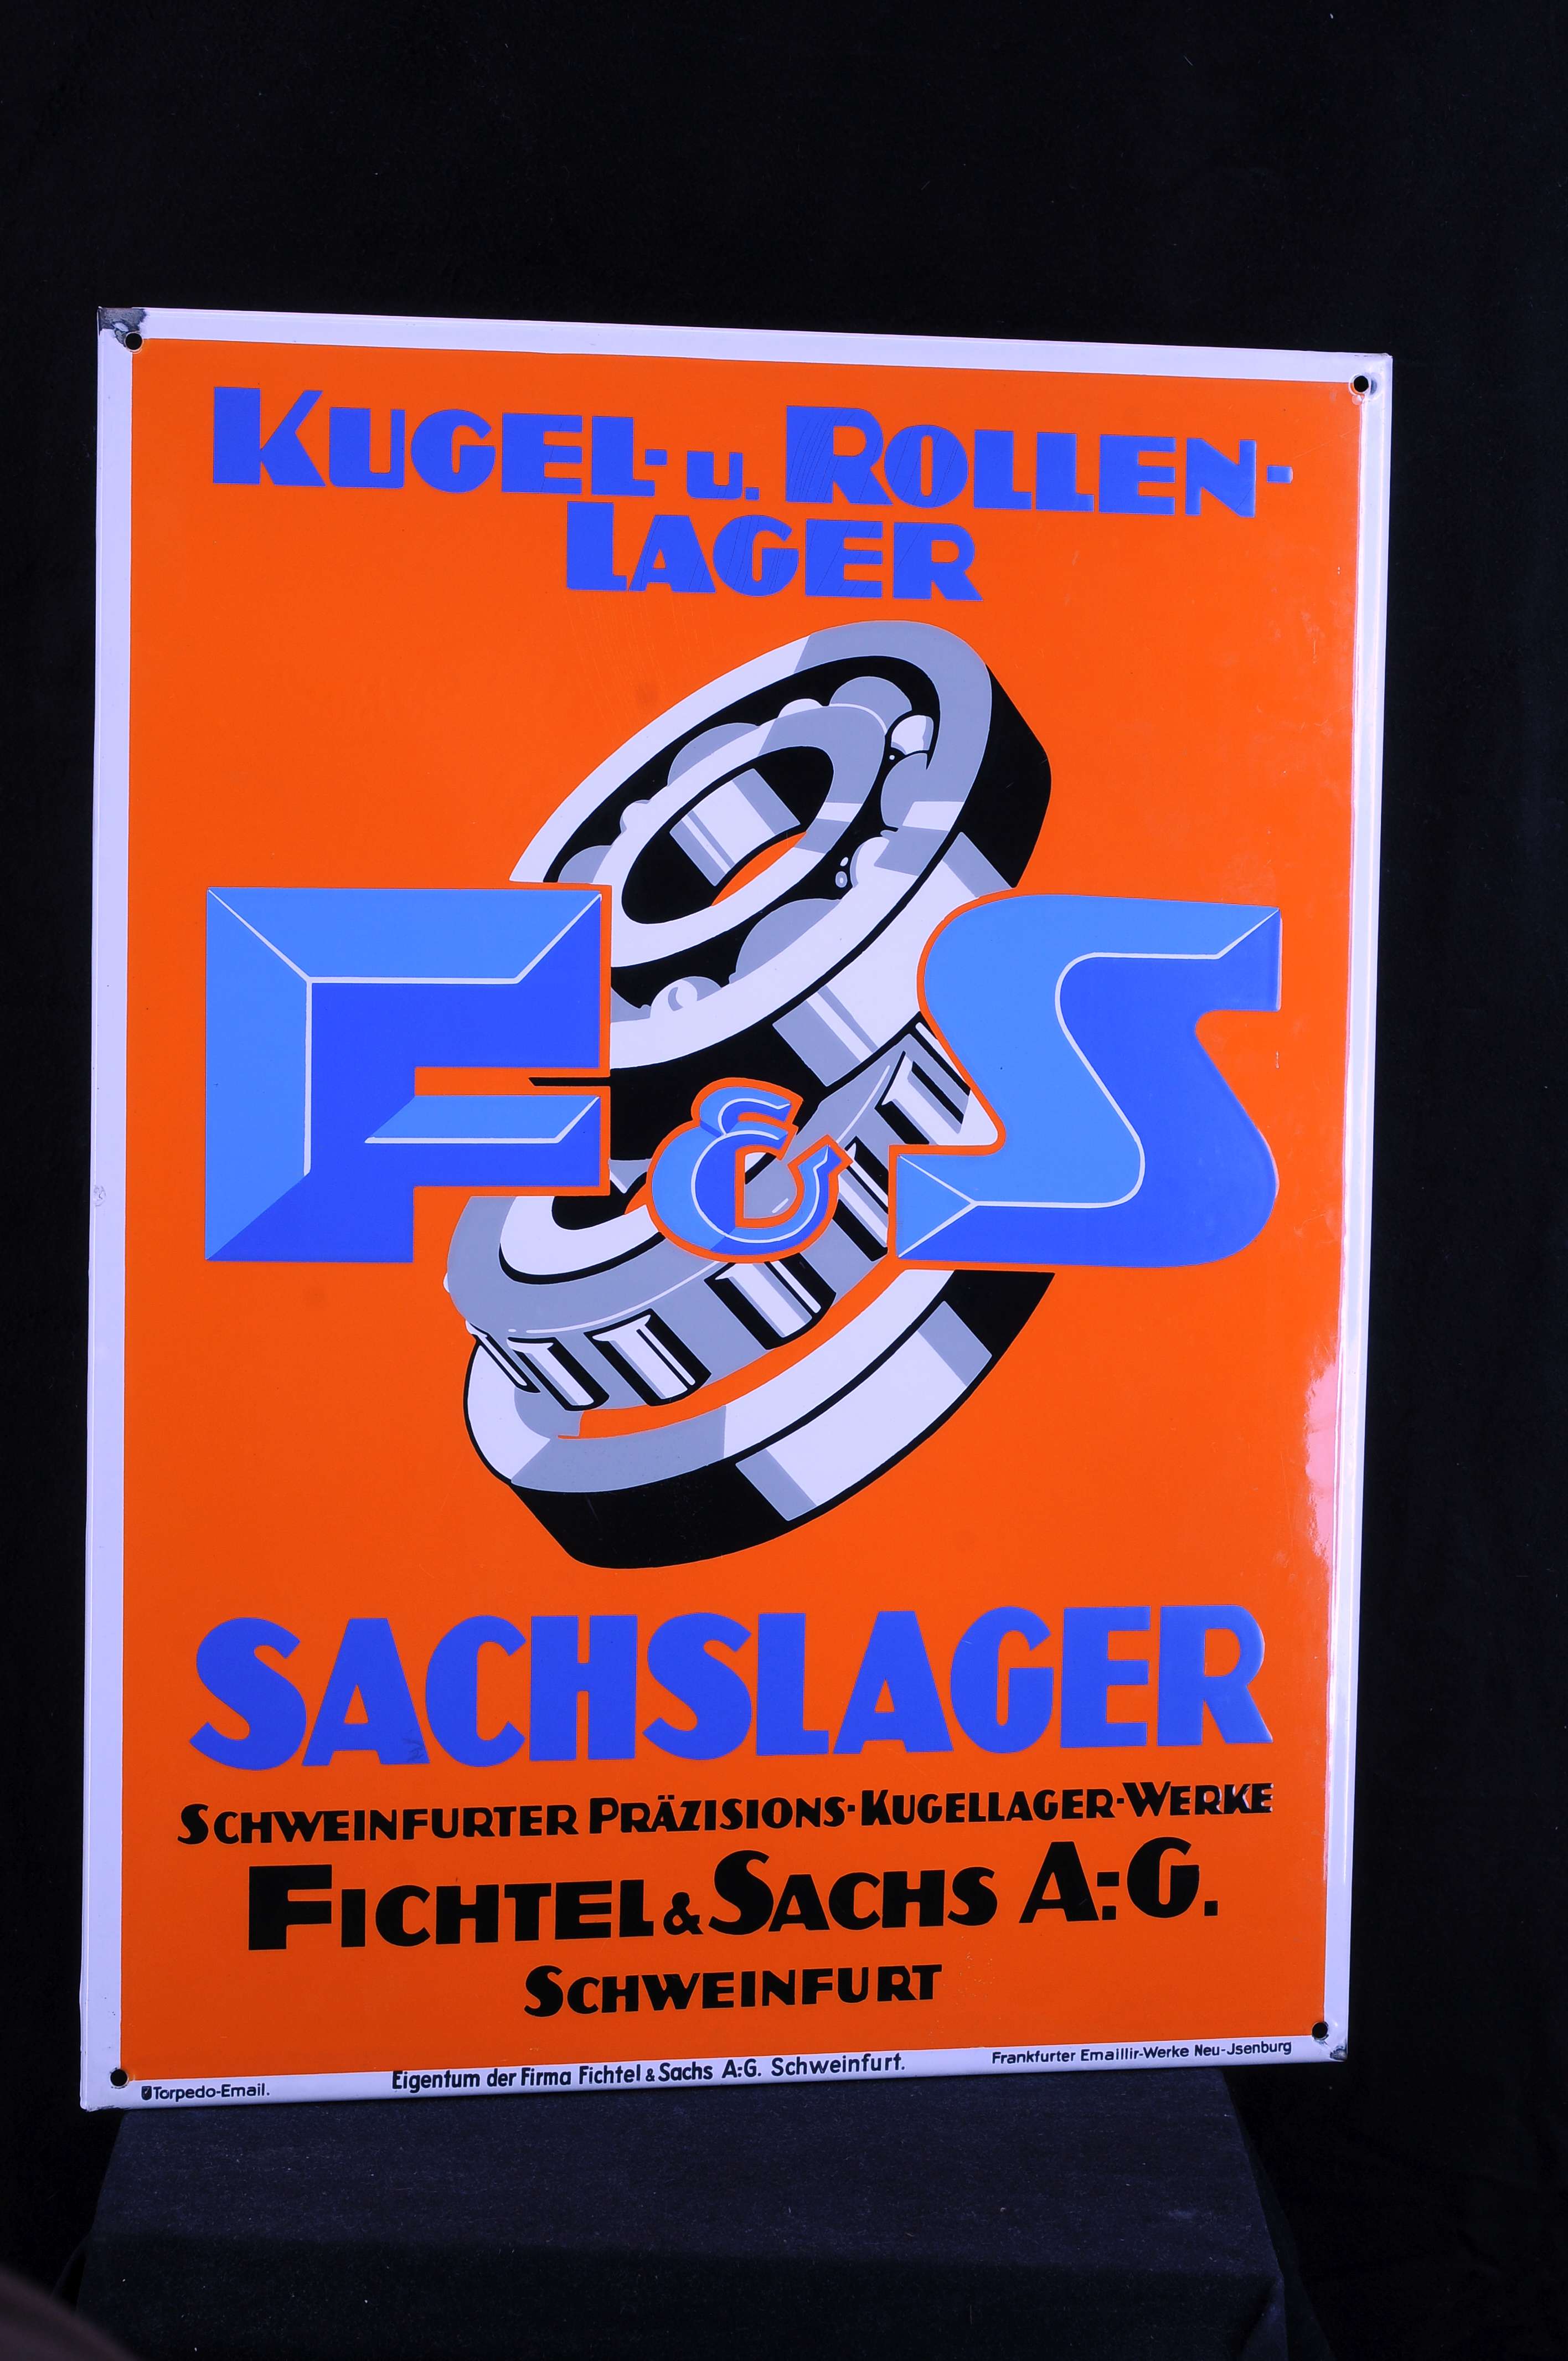 KUGEL- u. ROLLEN-
LAGER
F & S
SACHSLAGER
SCHWEINFURTER PRÄZISIONS-KUGELLAGER-WERKE
FICHTEL & SACHS A.=G.
SCHWEINFURT
Torpedo-Email.
Eigentum der Firma Fichtel & Sachs A.=G. Schweinfurt.
Frankfurter Emaillir-Werke Neu-Jsenburg